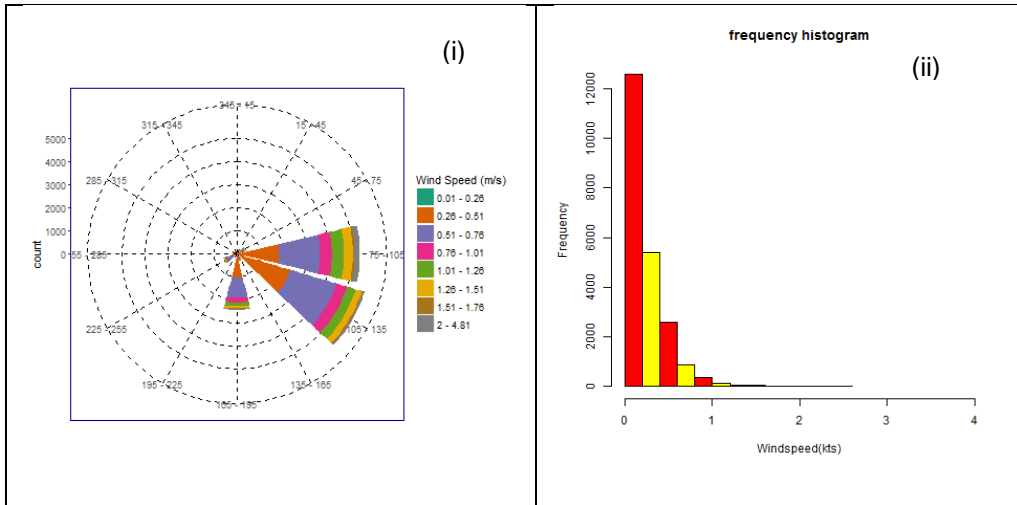 (i)
345 - 15
315 - 345
15 - 45
285 - 315
45 - 75
255 - 285
75 - 105
225 - 255
105 - 135
195 - 225
135 - 165
165 - 195
5000
4000
3000
2000
1000
0
count
Wind Speed (m/s)
0.01 - 0.26
0.26 - 0.51
0.51 - 0.76
0.76 - 1.01
1.01 - 1.26
1.26 - 1.51
1.51 - 1.76
2 - 4.81
frequency histogram
(ii)
12000
10000
8000
6000
4000
2000
0
Frequency
0 1 2 3 4
Windspeed(kts)